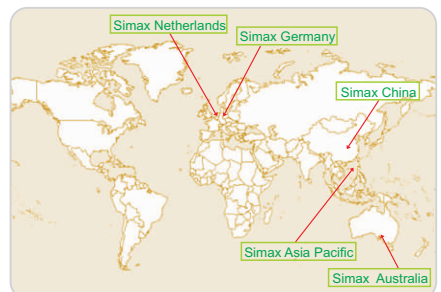 Simax Netherlands
Simax Germany
Simax China
Simax Asia Pacific
Simax Australia